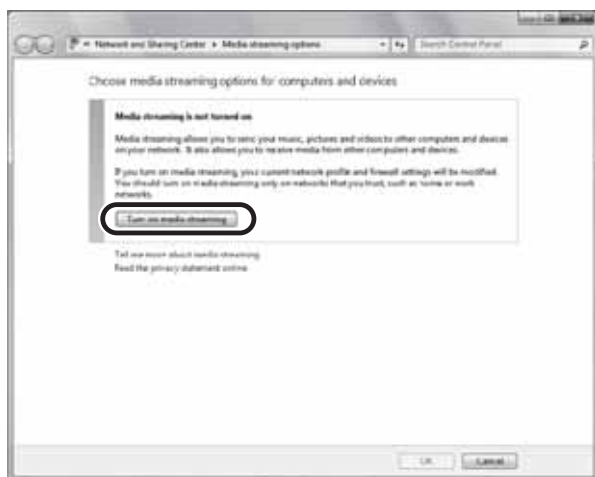 Network and Sharing Center ▸ Media streaming options
Search Control Panel
Choose media streaming options for computers and devices
Media streaming is not turned on
Media streaming allows you to send your music, pictures and videos to other computers and devices
on your network. It also allows you to receive media from other computers and devices.
If you turn on media streaming, your current network profile and firewall settings will be modified.
You should turn on media streaming only on networks that you trust, such as home or work
networks.
Turn on media streaming
Tell me more about media streaming
Read the privacy statement online
OK
Cancel